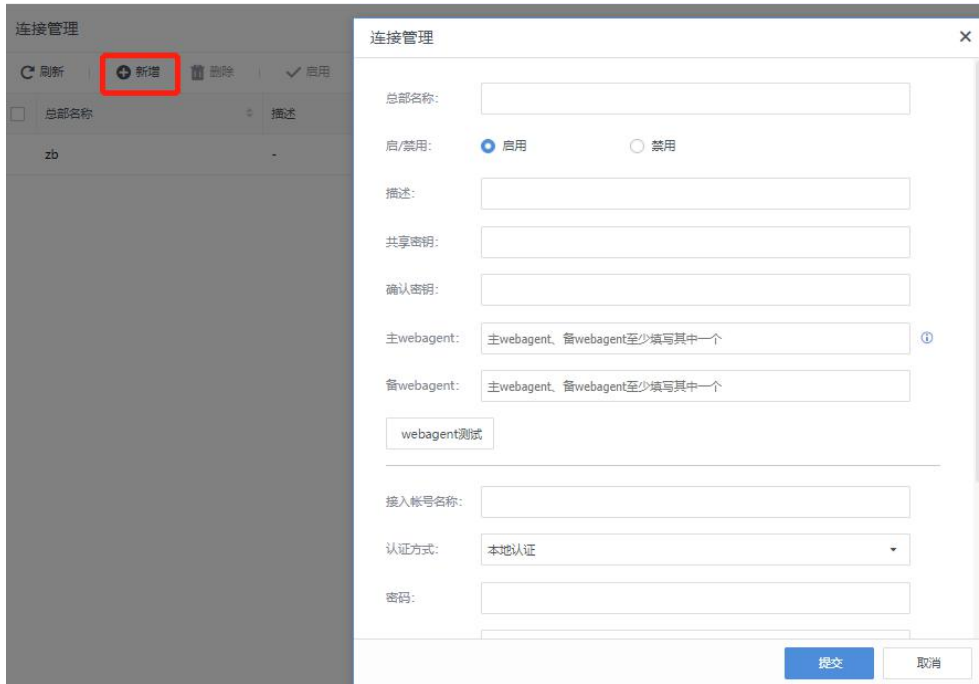 连接管理
刷新 新增 删除 启用
总部名称 描述
zb -
连接管理
总部名称:
启/禁用: 启用 禁用
描述:
共享密钥:
确认密钥:
主webagent: 主webagent、备webagent至少填写其中一个
备webagent: 主webagent、备webagent至少填写其中一个
webagent测试
接入帐号名称:
认证方式: 本地认证
密码:
提交 取消